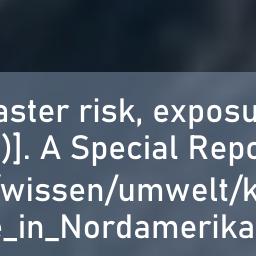 aster risk, exposu
)]. A Special Repo
/wissen/umwelt/k
e_in_Nordamerika